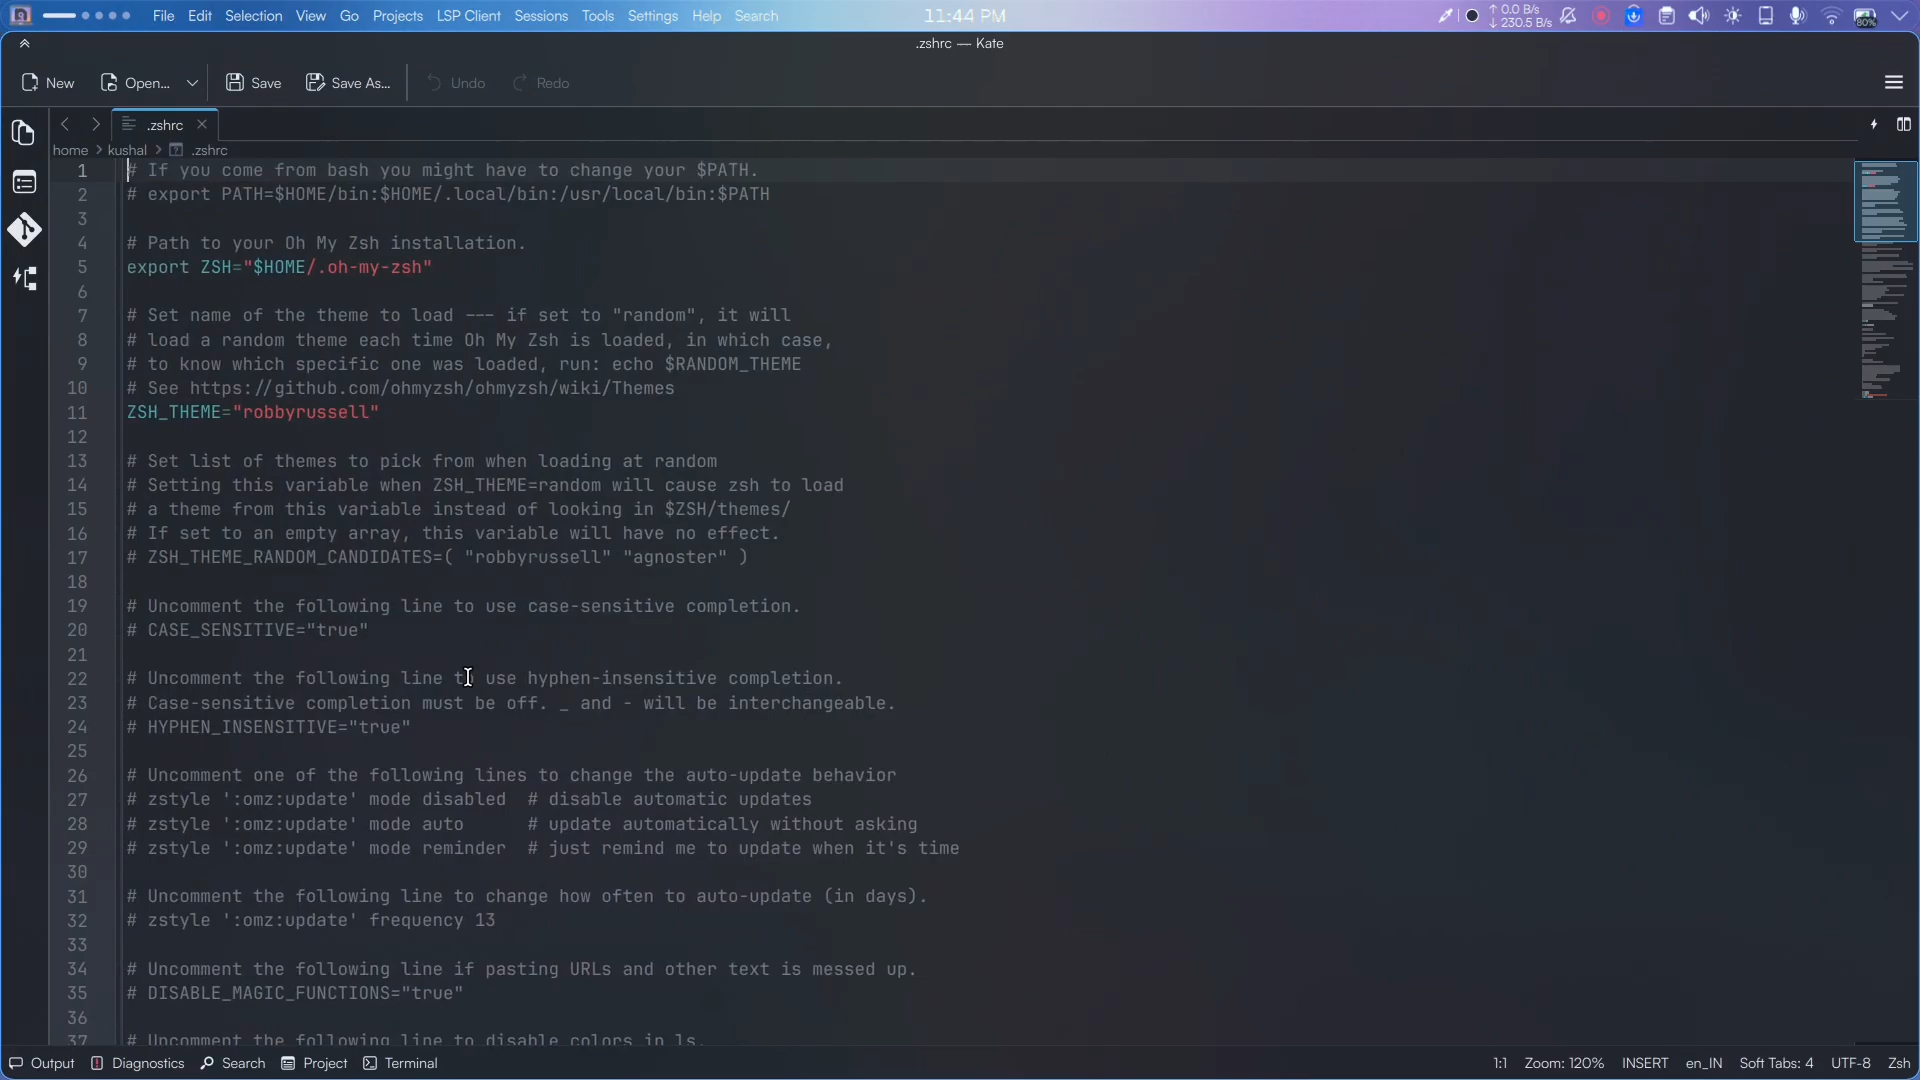 File Edit Selection View Go Projects LSP Client Sessions Tools Settings Help Search 11:44 PM ↑ 0.0 B/s ↓ 230.5 B/s 80%
.zshrc — Kate
New Open... Save Save As... Undo Redo
.zshrc
home > kushal > .zshrc
1 # If you come from bash you might have to change your $PATH.
2 # export PATH=$HOME/bin:$HOME/.local/bin:/usr/local/bin:$PATH
3
4 # Path to your Oh My Zsh installation.
5 export ZSH="$HOME/.oh-my-zsh"
6
7 # Set name of the theme to load --- if set to "random", it will
8 # load a random theme each time Oh My Zsh is loaded, in which case,
9 # to know which specific one was loaded, run: echo $RANDOM_THEME
10 # See https://github.com/ohmyzsh/ohmyzsh/wiki/Themes
11 ZSH_THEME="robbyrussell"
12
13 # Set list of themes to pick from when loading at random
14 # Setting this variable when ZSH_THEME=random will cause zsh to load
15 # a theme from this variable instead of looking in $ZSH/themes/
16 # If set to an empty array, this variable will have no effect.
17 # ZSH_THEME_RANDOM_CANDIDATES=( "robbyrussell" "agnoster" )
18
19 # Uncomment the following line to use case-sensitive completion.
20 # CASE_SENSITIVE="true"
21
22 # Uncomment the following line to use hyphen-insensitive completion.
23 # Case-sensitive completion must be off. _ and - will be interchangeable.
24 # HYPHEN_INSENSITIVE="true"
25
26 # Uncomment one of the following lines to change the auto-update behavior
27 # zstyle ':omz:update' mode disabled  # disable automatic updates
28 # zstyle ':omz:update' mode auto      # update automatically without asking
29 # zstyle ':omz:update' mode reminder  # just remind me to update when it's time
30
31 # Uncomment the following line to change how often to auto-update (in days).
32 # zstyle ':omz:update' frequency 13
33
34 # Uncomment the following line if pasting URLs and other text is messed up.
35 # DISABLE_MAGIC_FUNCTIONS="true"
36
37 # Uncomment the following line to disable colors in ls.
Output Diagnostics Search Project Terminal 1:1 Zoom: 120% INSERT en_IN Soft Tabs: 4 UTF-8 Zsh